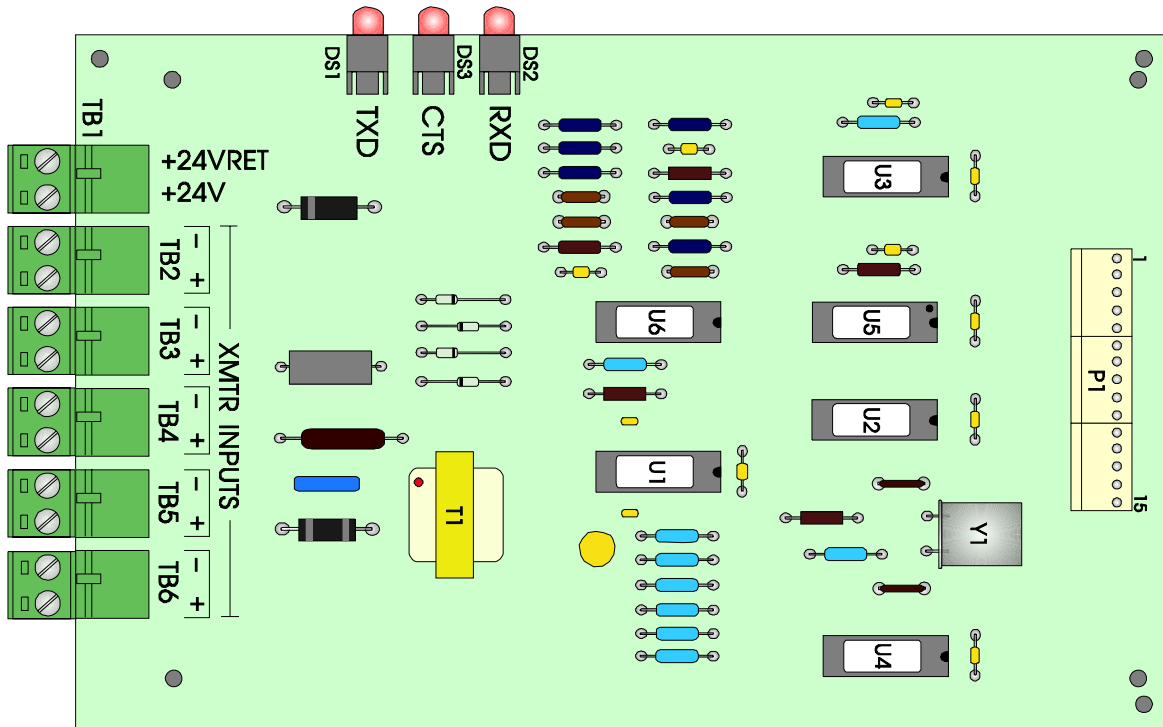 DS1
DS3
DS2
TXD
CTS
RXD
TB1
+24VRET
+24V
TB2
-
+
TB3
-
+
TB4
-
+
TB5
-
+
TB6
-
+
XMTR INPUTS
U3
U6
U5
U2
U1
T1
Y1
U4
1
P1
15